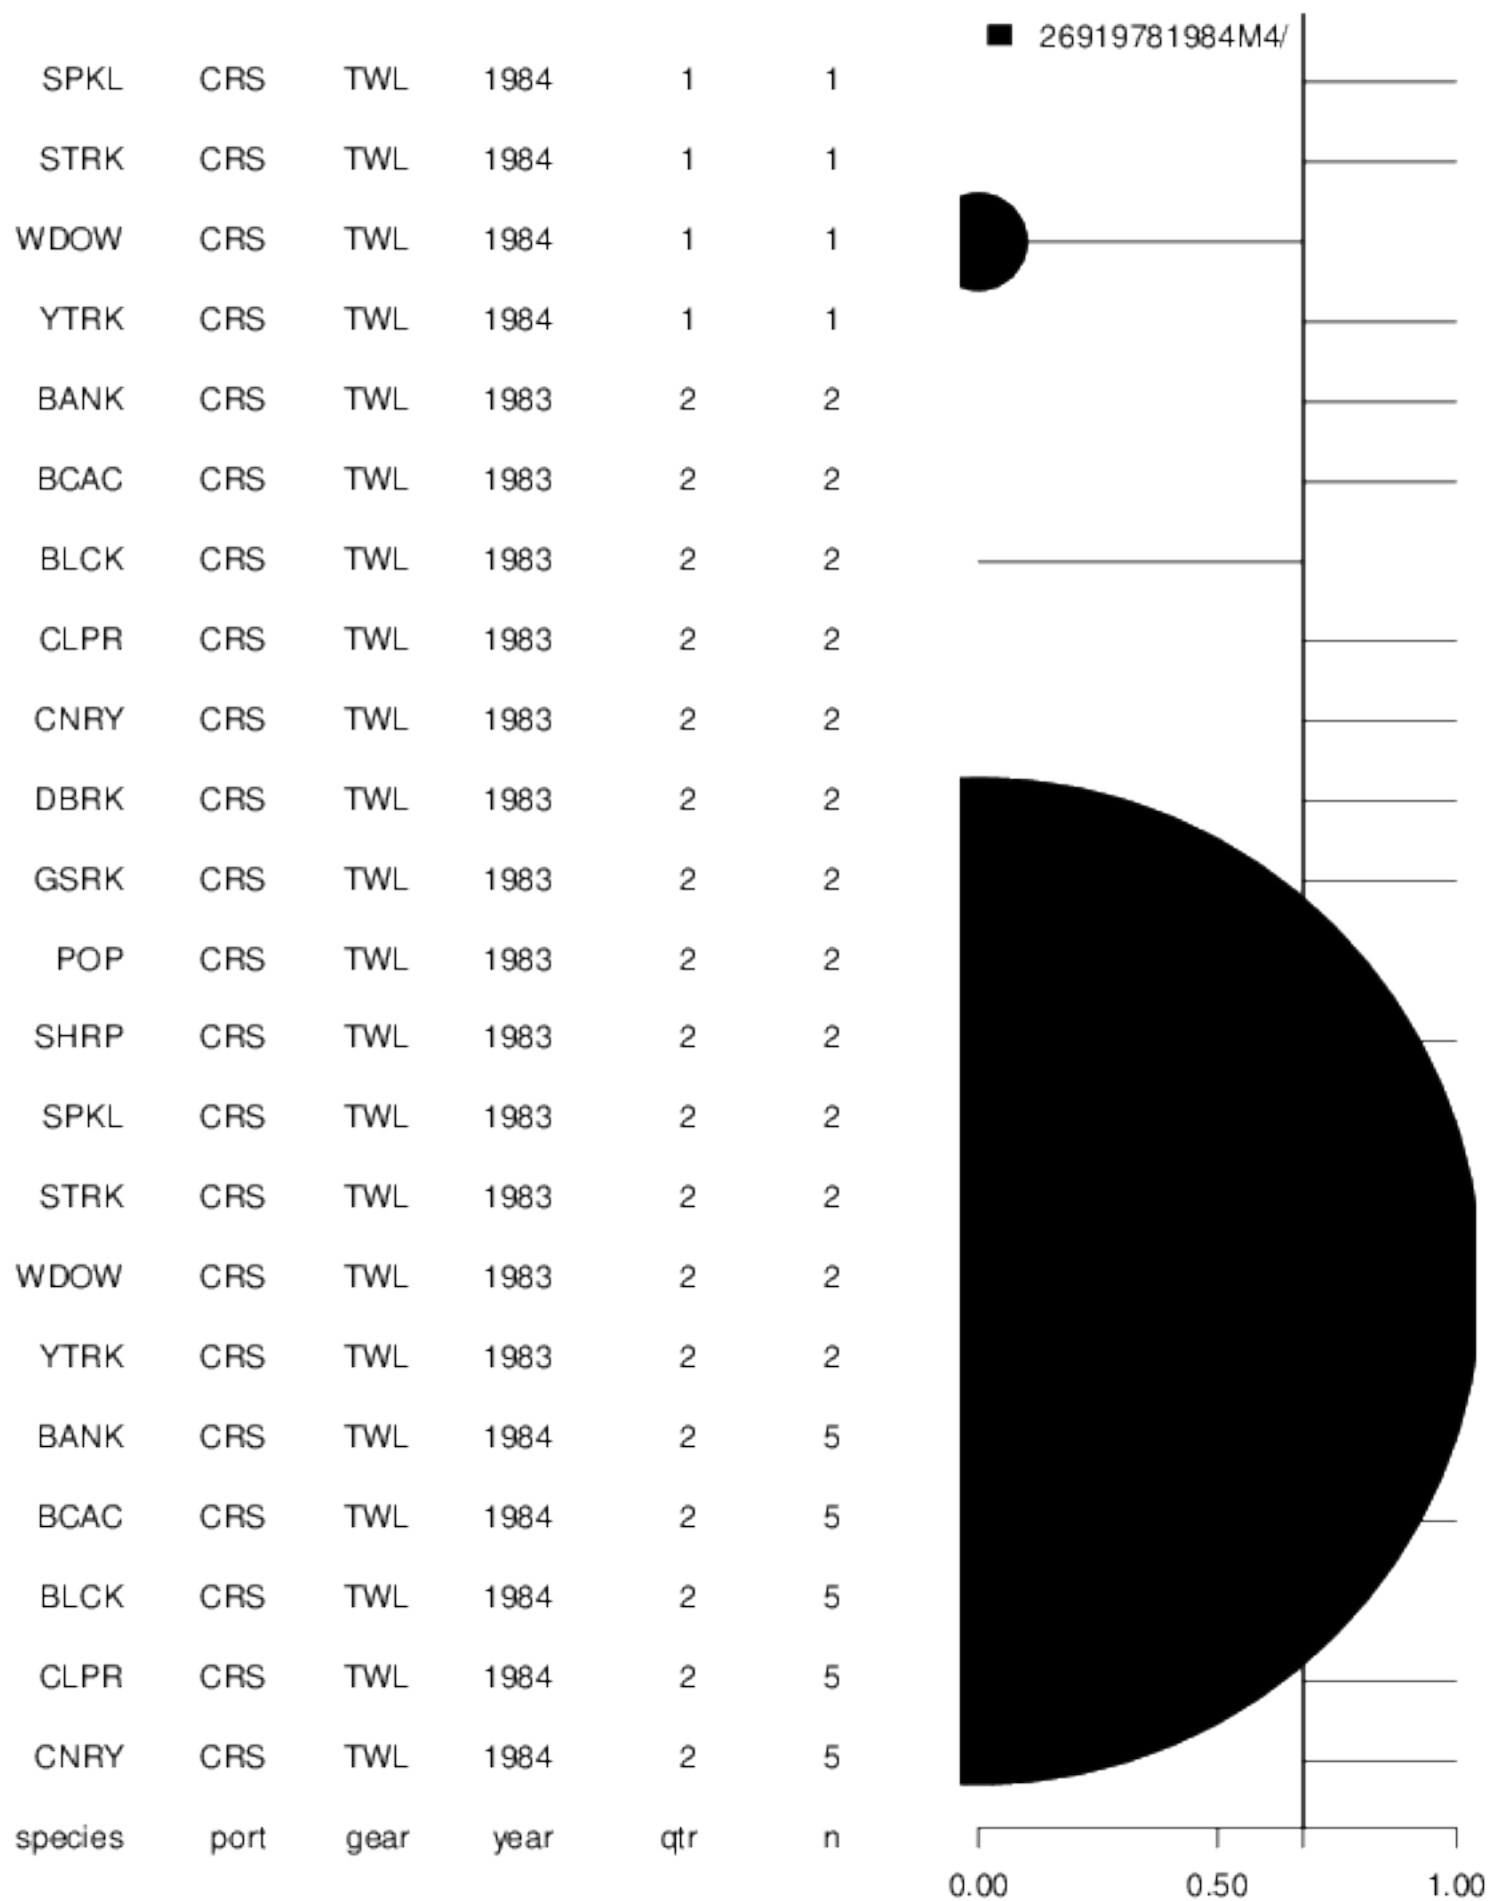 26919781984M4/
SPKL CRS TWL 1984 1 1
STRK CRS TWL 1984 1 1
WDOW CRS TWL 1984 1 1
YTRK CRS TWL 1984 1 1
BANK CRS TWL 1983 2 2
BCAC CRS TWL 1983 2 2
BLCK CRS TWL 1983 2 2
CLPR CRS TWL 1983 2 2
CNRY CRS TWL 1983 2 2
DBRK CRS TWL 1983 2 2
GSRK CRS TWL 1983 2 2
POP CRS TWL 1983 2 2
SHRP CRS TWL 1983 2 2
SPKL CRS TWL 1983 2 2
STRK CRS TWL 1983 2 2
WDOW CRS TWL 1983 2 2
YTRK CRS TWL 1983 2 2
BANK CRS TWL 1984 2 5
BCAC CRS TWL 1984 2 5
BLCK CRS TWL 1984 2 5
CLPR CRS TWL 1984 2 5
CNRY CRS TWL 1984 2 5
species port gear year qtr n
0.00 0.50 1.00